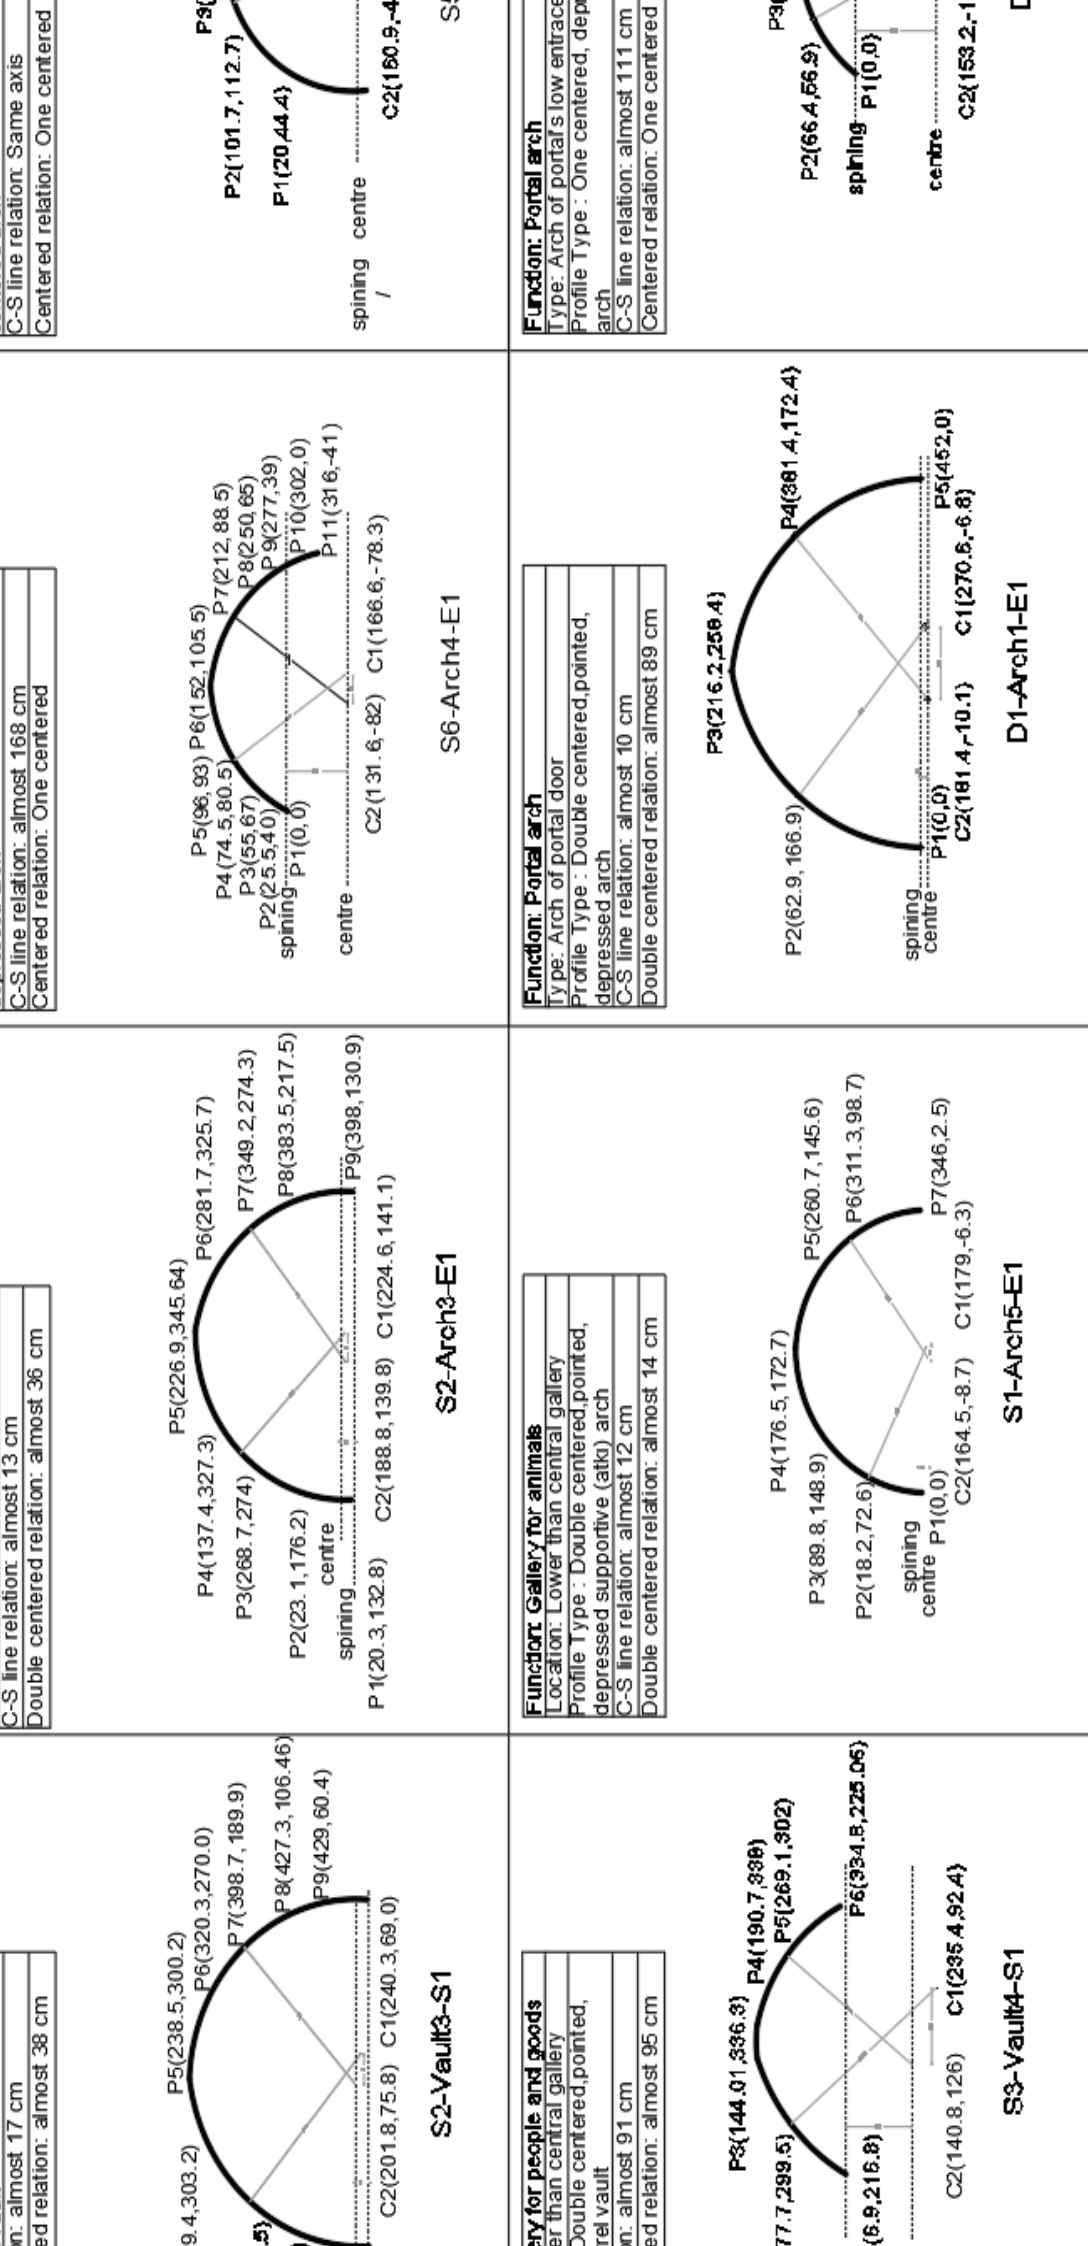 n: almost 17 cm
ed relation: almost 38 cm
9.4,303.2)
P5(238.5,300.2)
P6(320.3,270.0)
P7(398.7,189.9)
.5)
P8(427.3,106.46)
P9(429,60.4)
C2(201.8,75.8) C1(240.3,69,0)
S2-Vault3-S1
C-S line relation: almost 13 cm
Double centered relation: almost 36 cm
P5(226.9,345.64)
P4(137.4,327.3)
P6(281.7,325.7)
P3(268.7,274)
P7(349.2,274.3)
P2(23.1,176.2)
P8(383.5,217.5)
centre
spining
P9(398,130.9)
P1(20.3,132.8) C2(188.8,139.8) C1(224.6,141.1)
S2-Arch3-E1
C-S line relation: almost 168 cm
Centered relation: One centered
P5(96,93) P6(152,105.5)
P4(74.5,80.5)
P7(212,88.5)
P3(55,67)
P8(250,65)
P2(25.5,40)
P9(277,39)
spining
P1(0,0)
P10(302,0)
P11(316,-41)
centre
C2(131.6,-82) C1(166.6,-78.3)
S6-Arch4-E1
C-S line relation: Same axis
Centered relation: One centered
P2(101.7,112.7)
P1(20,44.4)
spining centre
/
C2(160.9,-4
ry for people and goods
er than central gallery
Double centered,pointed,
rel vault
n: almost 91 cm
ed relation: almost 95 cm
P3(144.01,336.3)
P4(190.7,339)
77.7,299.5)
P5(269.1,302)
(6.9,216.8)
P6(334.8,225.06)
C2(140.8,126) C1(235.4,92.4)
S3-Vault4-S1
Function: Gallery for animals
Location: Lower than central gallery
Profile Type : Double centered,pointed,
depressed supportive (atkı) arch
C-S line relation: almost 12 cm
Double centered relation: almost 14 cm
P4(176.5,172.7)
P3(89.8,148.9)
P5(260.7,145.6)
P2(18.2,72.6)
P6(311.3,98.7)
spining
centre
P1(0,0)
P7(346,2.5)
C2(164.5,-8.7) C1(179,-6.3)
S1-Arch5-E1
Function: Portal arch
Type: Arch of portal door
Profile Type : Double centered,pointed,
depressed arch
C-S line relation: almost 10 cm
Double centered relation: almost 89 cm
P3(216.2,258.4)
P2(62.9,166.9)
P4(381.4,172.4)
spining
centre
P1(0,0)
P5(452,0)
C2(181.4,-10.1) C1(270.6,-6.8)
D1-Arch1-E1
Function: Portal arch
Type: Arch of portal's low entrace
Profile Type : One centered, dep
arch
C-S line relation: almost 111 cm
Centered relation: One centered
P2(66.4,56.9)
spining
P1(0,0)
centre
C2(153.2,-1